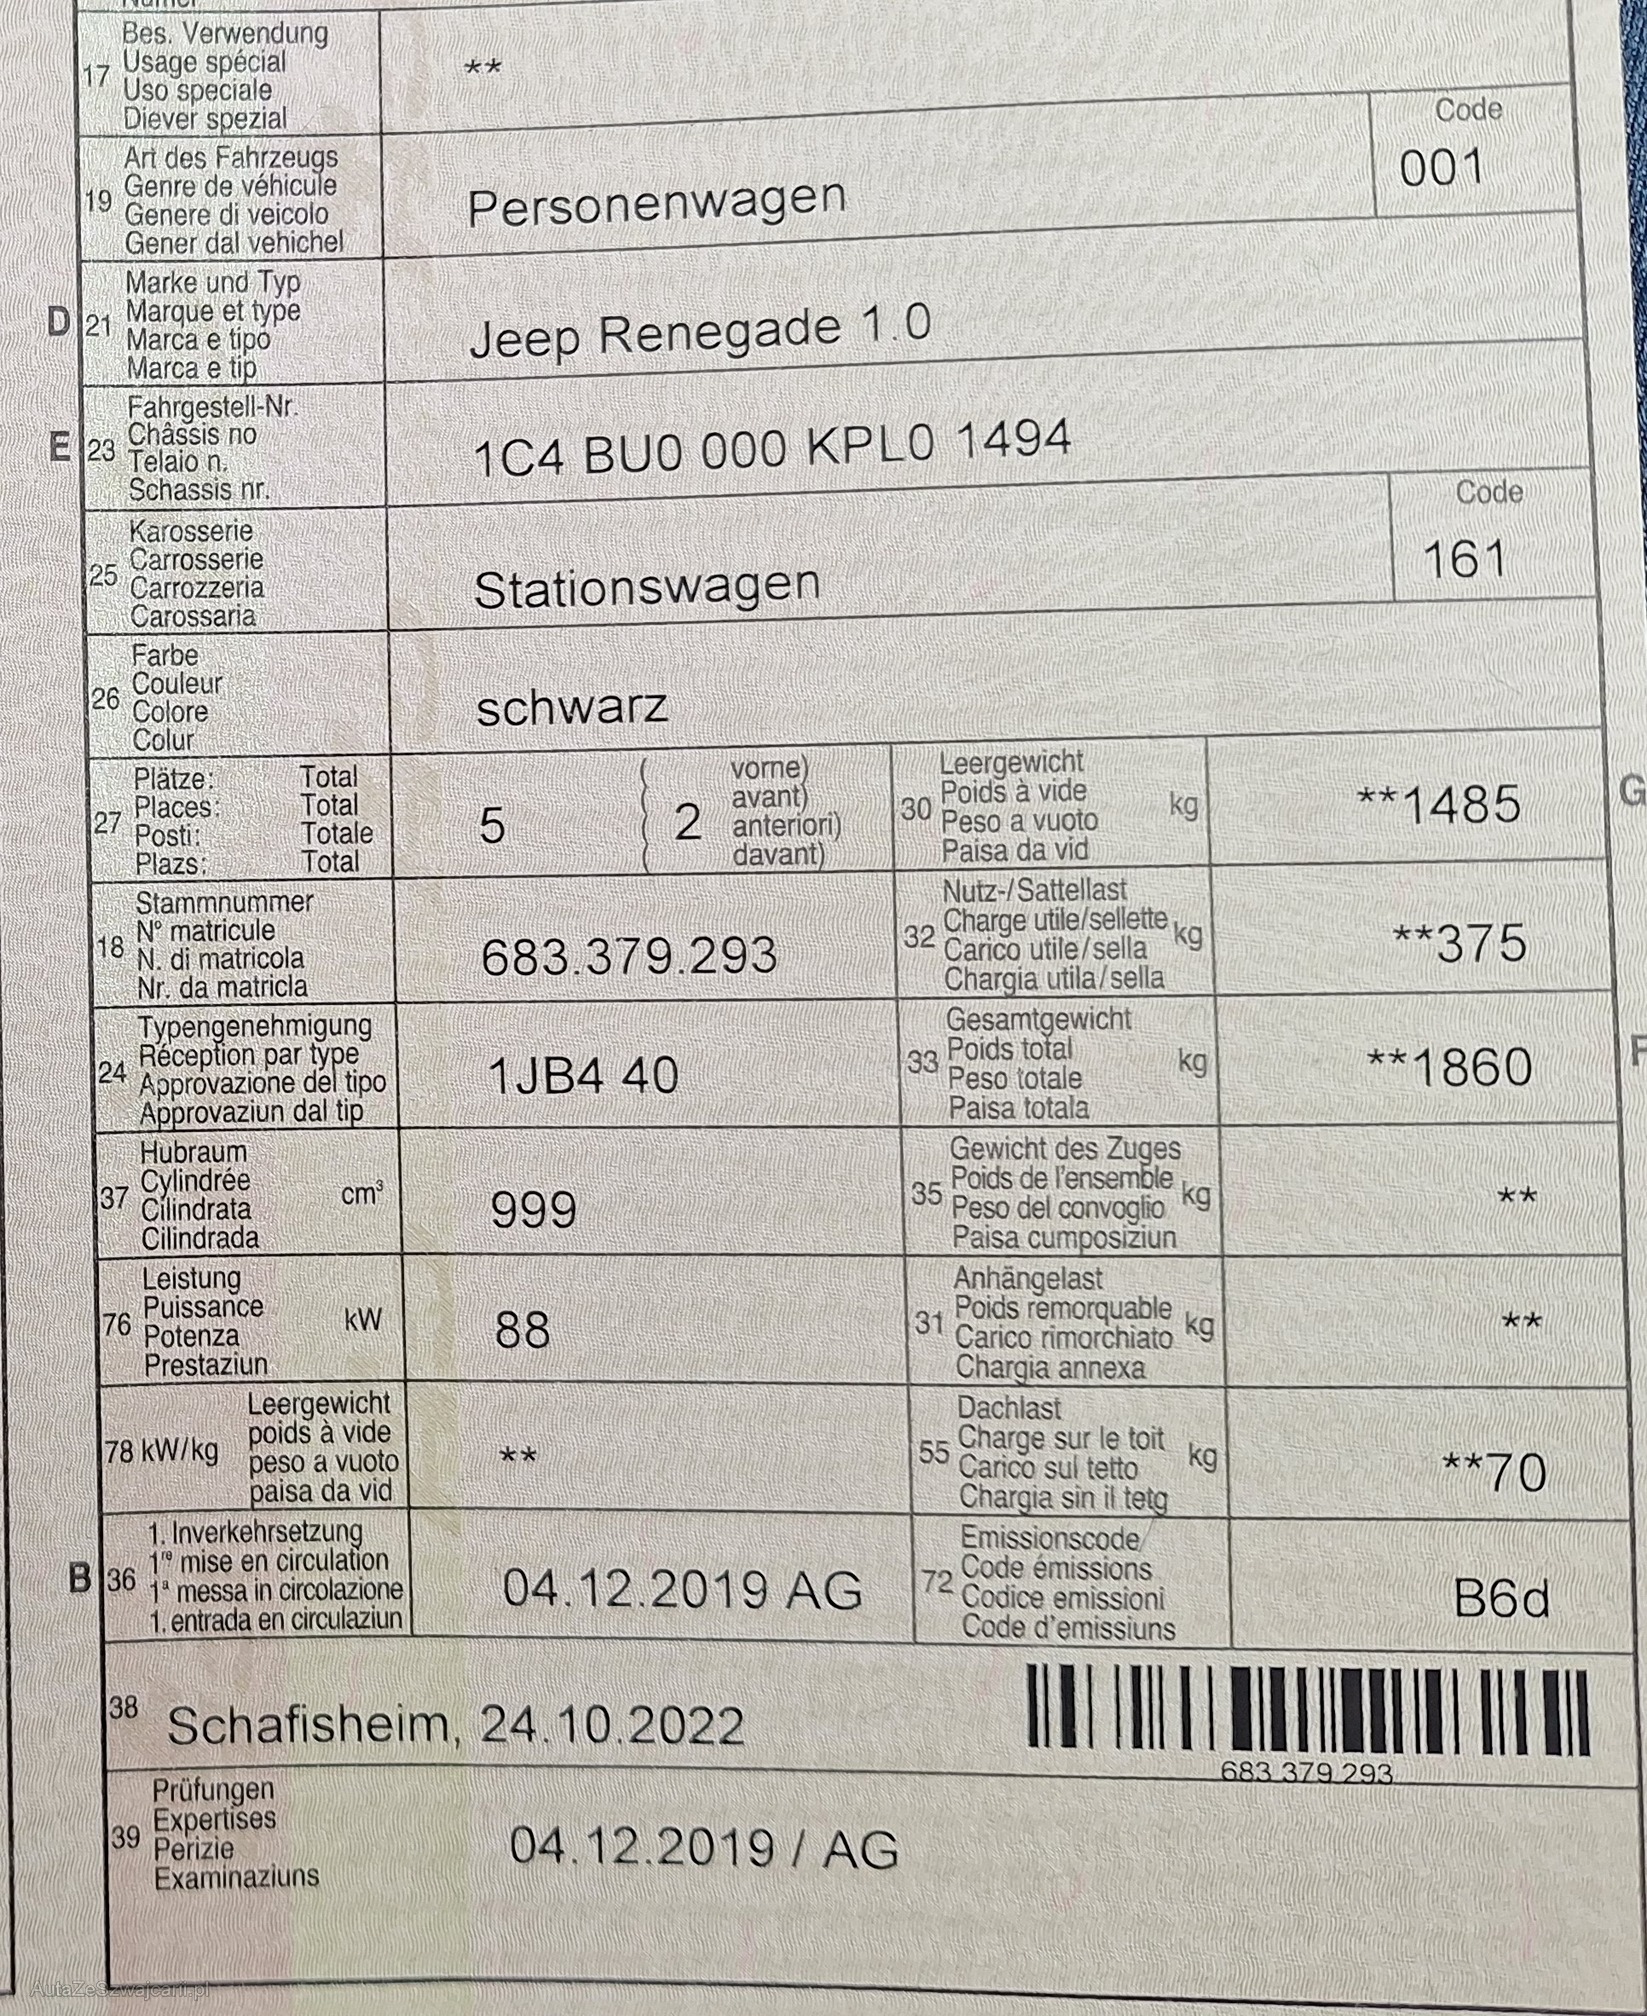 17 Bes. Verwendung
Usage spécial
Uso speciale
Diever spezial
**
19 Art des Fahrzeugs
Genre de véhicule
Genere di veicolo
Gener dal vehichel
Personenwagen
Code
001
D 21 Marke und Typ
Marque et type
Marca e tipo
Marca e tip
Jeep Renegade 1.0
E 23 Fahrgestell-Nr.
Châssis no
Telaio n.
Schassis nr.
1C4 BU0 000 KPL0 1494
25 Karosserie
Carrosserie
Carrozzeria
Carossaria
Stationswagen
Code
161
26 Farbe
Couleur
Colore
Colur
schwarz
27 Plätze: Total
Places: Total
Posti: Totale
Plazs: Total
5
2
vorne)
avant)
anteriori)
davant)
30 Leergewicht
Poids à vide
Peso a vuoto
Paisa da vid
kg
**1485
G
18 Stammnummer
N° matricule
N. di matricola
Nr. da matricla
683.379.293
32 Nutz-/Sattellast
Charge utile/sellette
Carico utile/sella
Chargia utila/sella
kg
**375
24 Typengenehmigung
Réception par type
Approvazione del tipo
Approvaziun dal tip
1JB4 40
33 Gesamtgewicht
Poids total
Peso totale
Paisa totala
kg
**1860
F
37 Hubraum
Cylindrée
Cilindrata
Cilindrada
cm³
999
35 Gewicht des Zuges
Poids de l'ensemble
Peso del convoglio
Paisa cumposiziun
kg
**
76 Leistung
Puissance
Potenza
Prestaziun
kW
88
31 Anhängelast
Poids remorquable
Carico rimorchiato
Chargia annexa
kg
**
78 kW/kg
Leergewicht
poids à vide
peso a vuoto
paisa da vid
**
55 Dachlast
Charge sur le toit
Carico sul tetto
Chargia sin il tetg
kg
**70
B 36 1. Inverkehrsetzung
1re mise en circulation
1a messa in circolazione
1. entrada en circulaziun
04.12.2019 AG
72 Emissionscode
Code émissions
Codice emissioni
Code d'emissiuns
B6d
38 Schafisheim, 24.10.2022
683 379 293
39 Prüfungen
Expertises
Perizie
Examinaziuns
04.12.2019 / AG
AutaZeSzwajcarii.pl